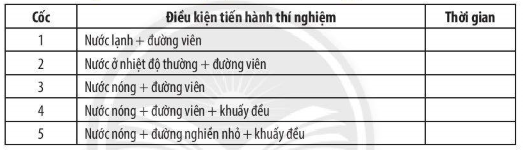 Cốc Điều kiện tiến hành thí nghiệm Thời gian
1 Nước lạnh + đường viên
2 Nước ở nhiệt độ thường + đường viên
3 Nước nóng + đường viên
4 Nước nóng + đường viên + khuấy đều
5 Nước nóng + đường nghiền nhỏ + khuấy đều